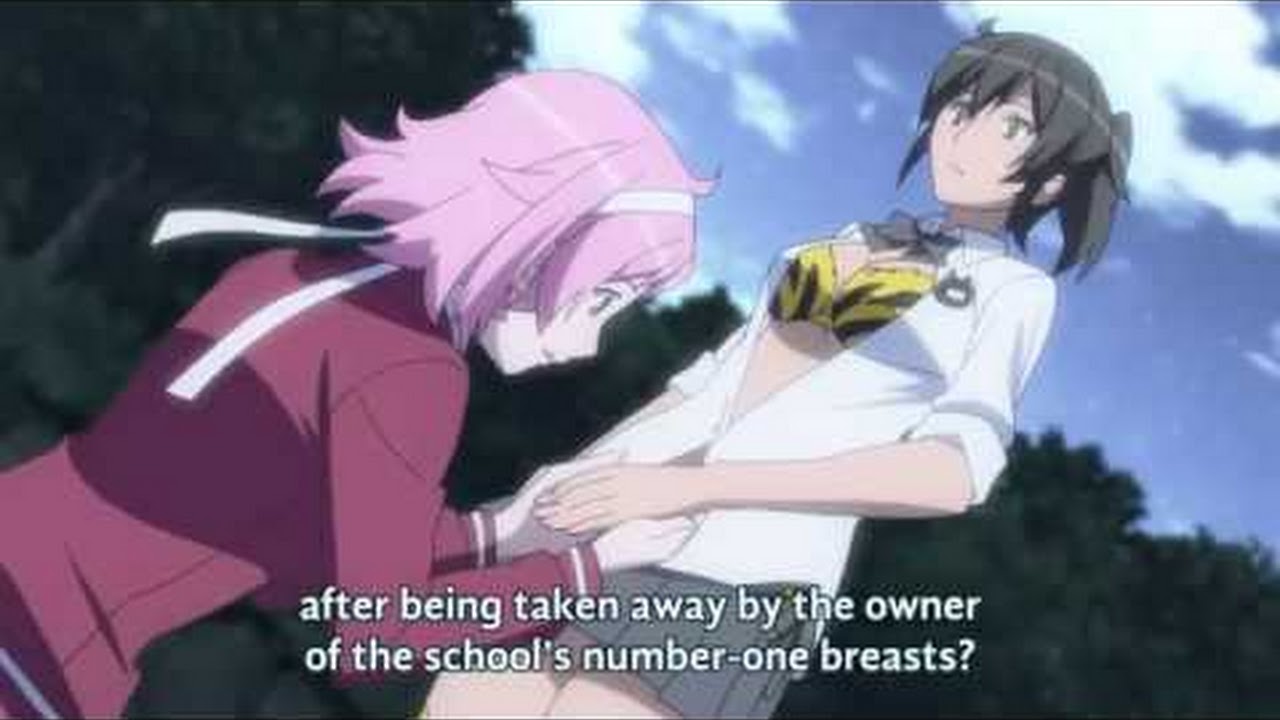 after being taken away by the owner
of the school's number-one breasts?